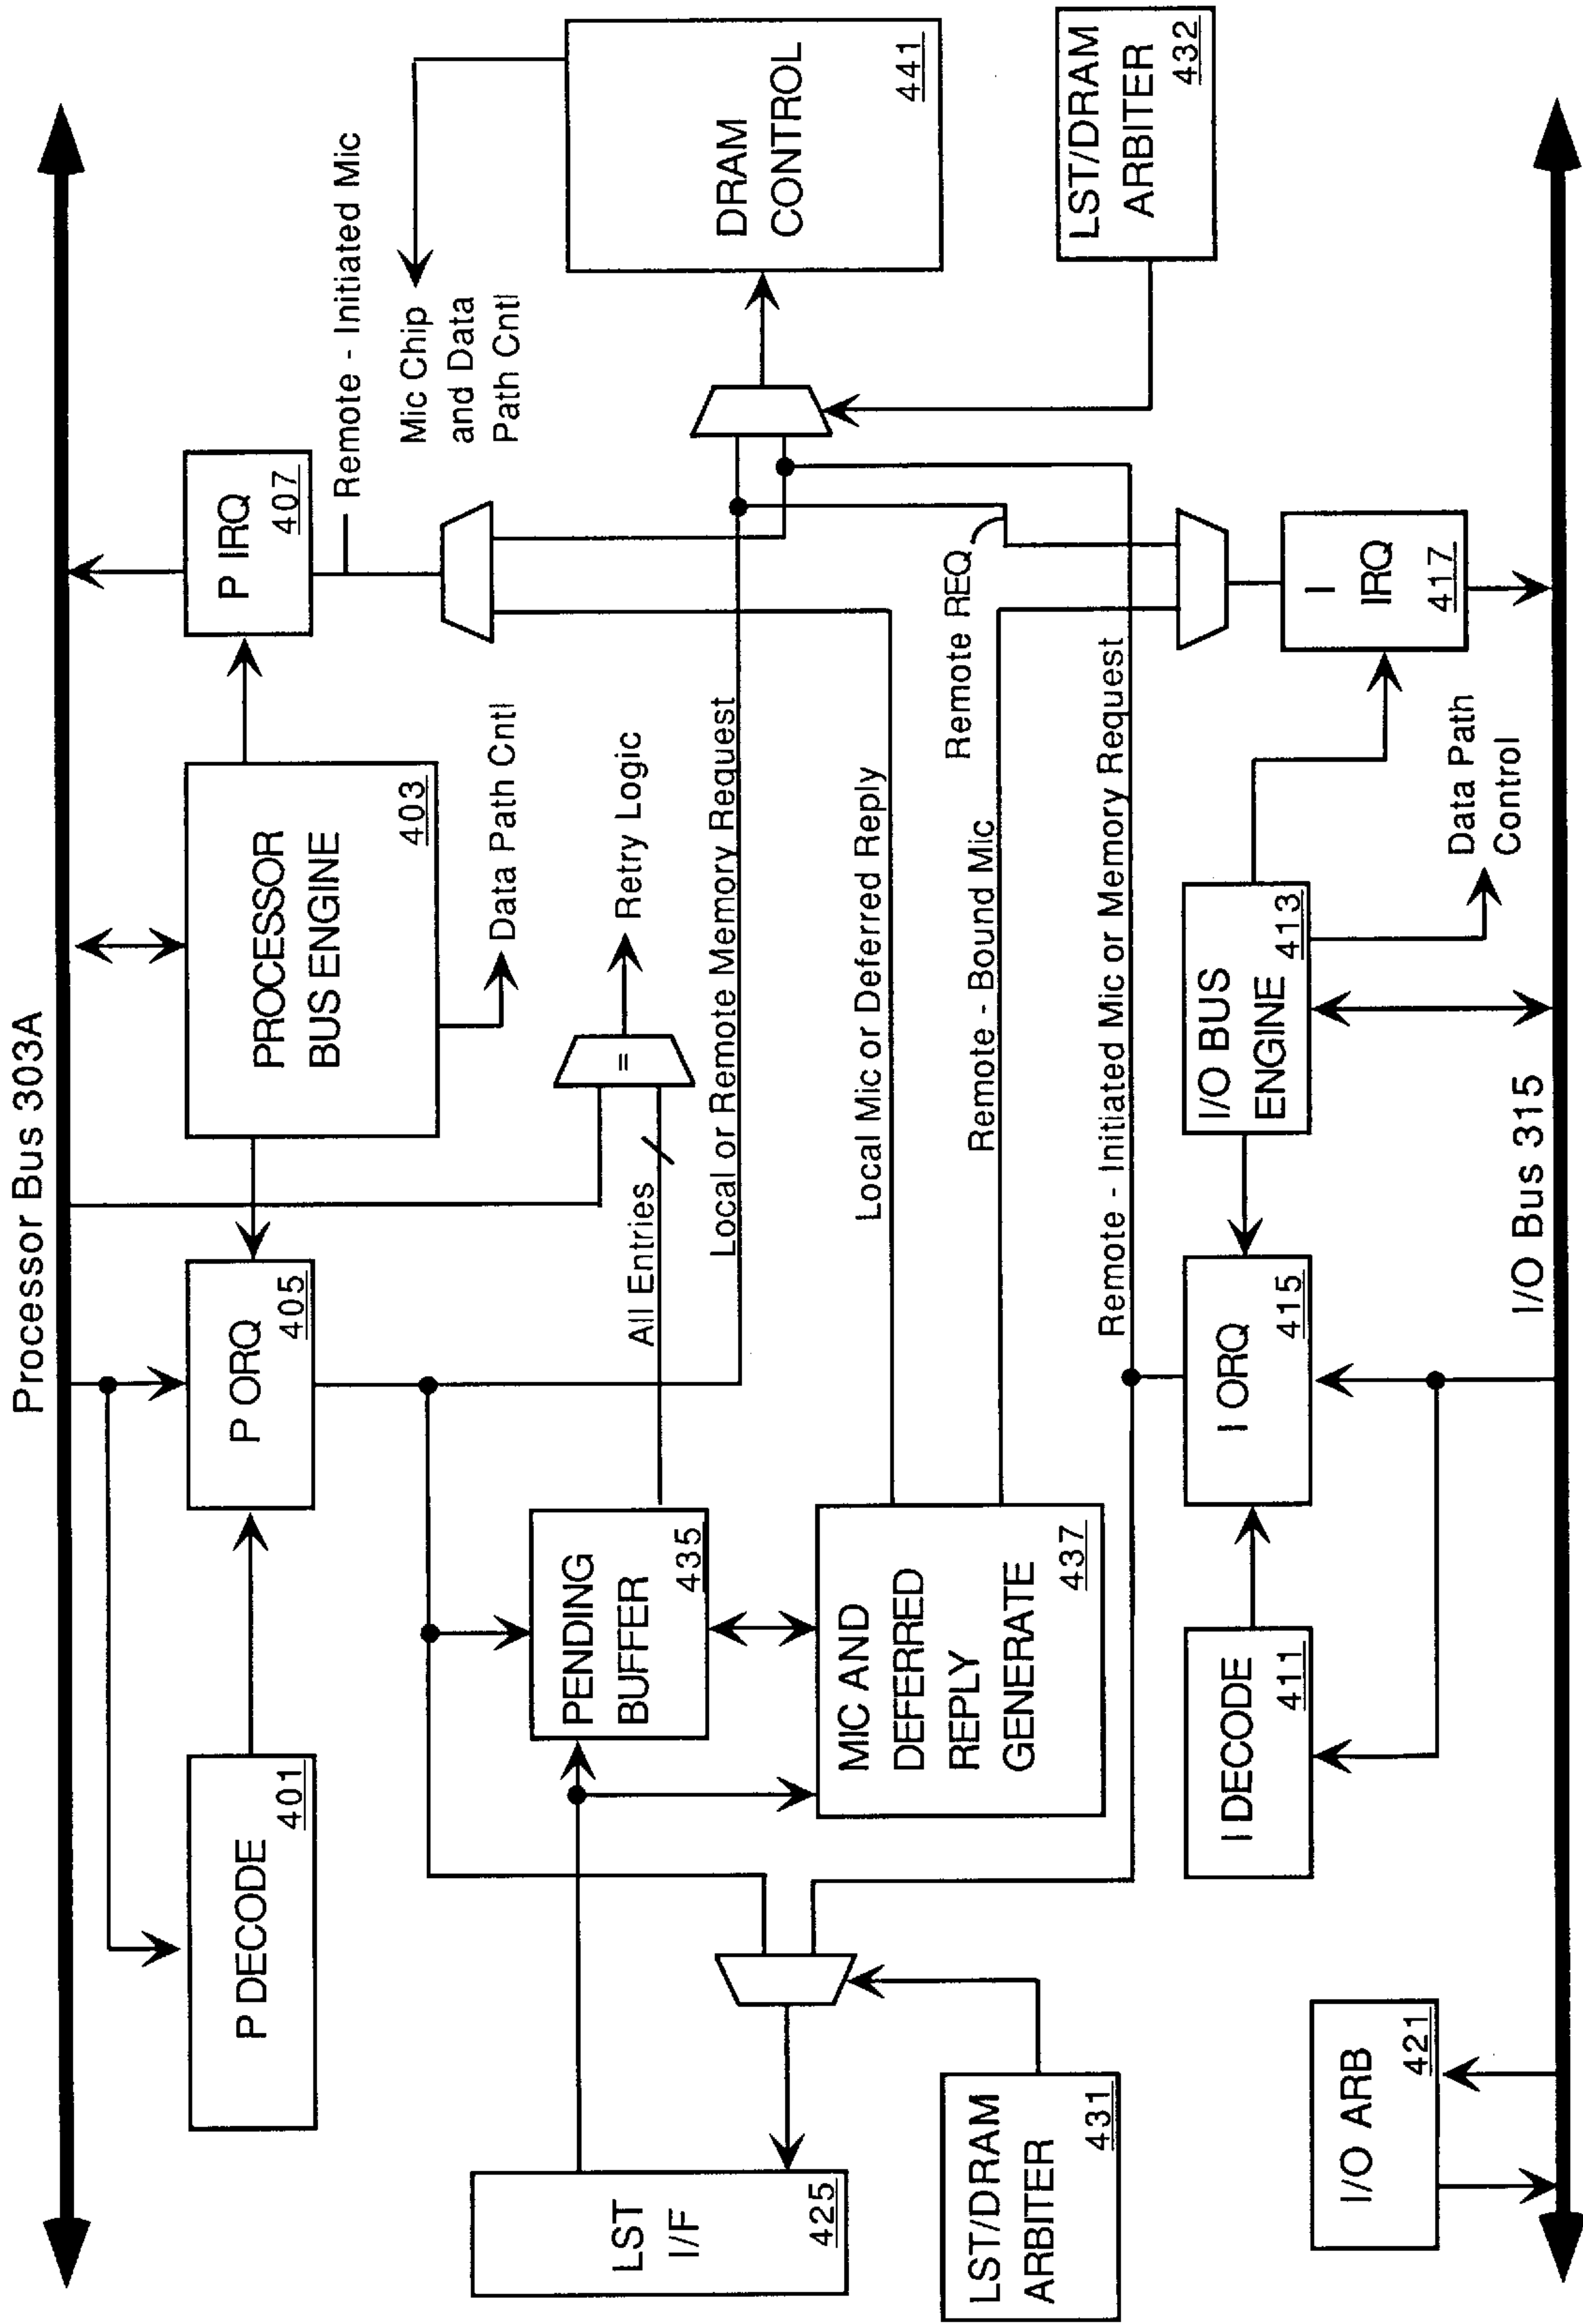 Processor Bus 303A
P DECODE
401
P ORQ
405
PROCESSOR
BUS ENGINE
403
P IRQ
407
Remote - Initiated Mic
Mic Chip
and Data
Path Cntl
Data Path Cntl
Retry Logic
=
All Entries
Local or Remote Memory Request
LST
I/F
425
PENDING
BUFFER
435
DRAM
CONTROL
441
MIC AND
DEFERRED
REPLY
GENERATE
437
Local Mic or Deferred Reply
Remote REQ
Remote - Bound Mic
Remote - Initiated Mic or Memory Request
LST/DRAM
ARBITER
431
LST/DRAM
ARBITER
432
I DECODE
411
I ORQ
415
I/O BUS
ENGINE
413
I
IRQ
417
Data Path
Control
I/O ARB
421
I/O Bus 315